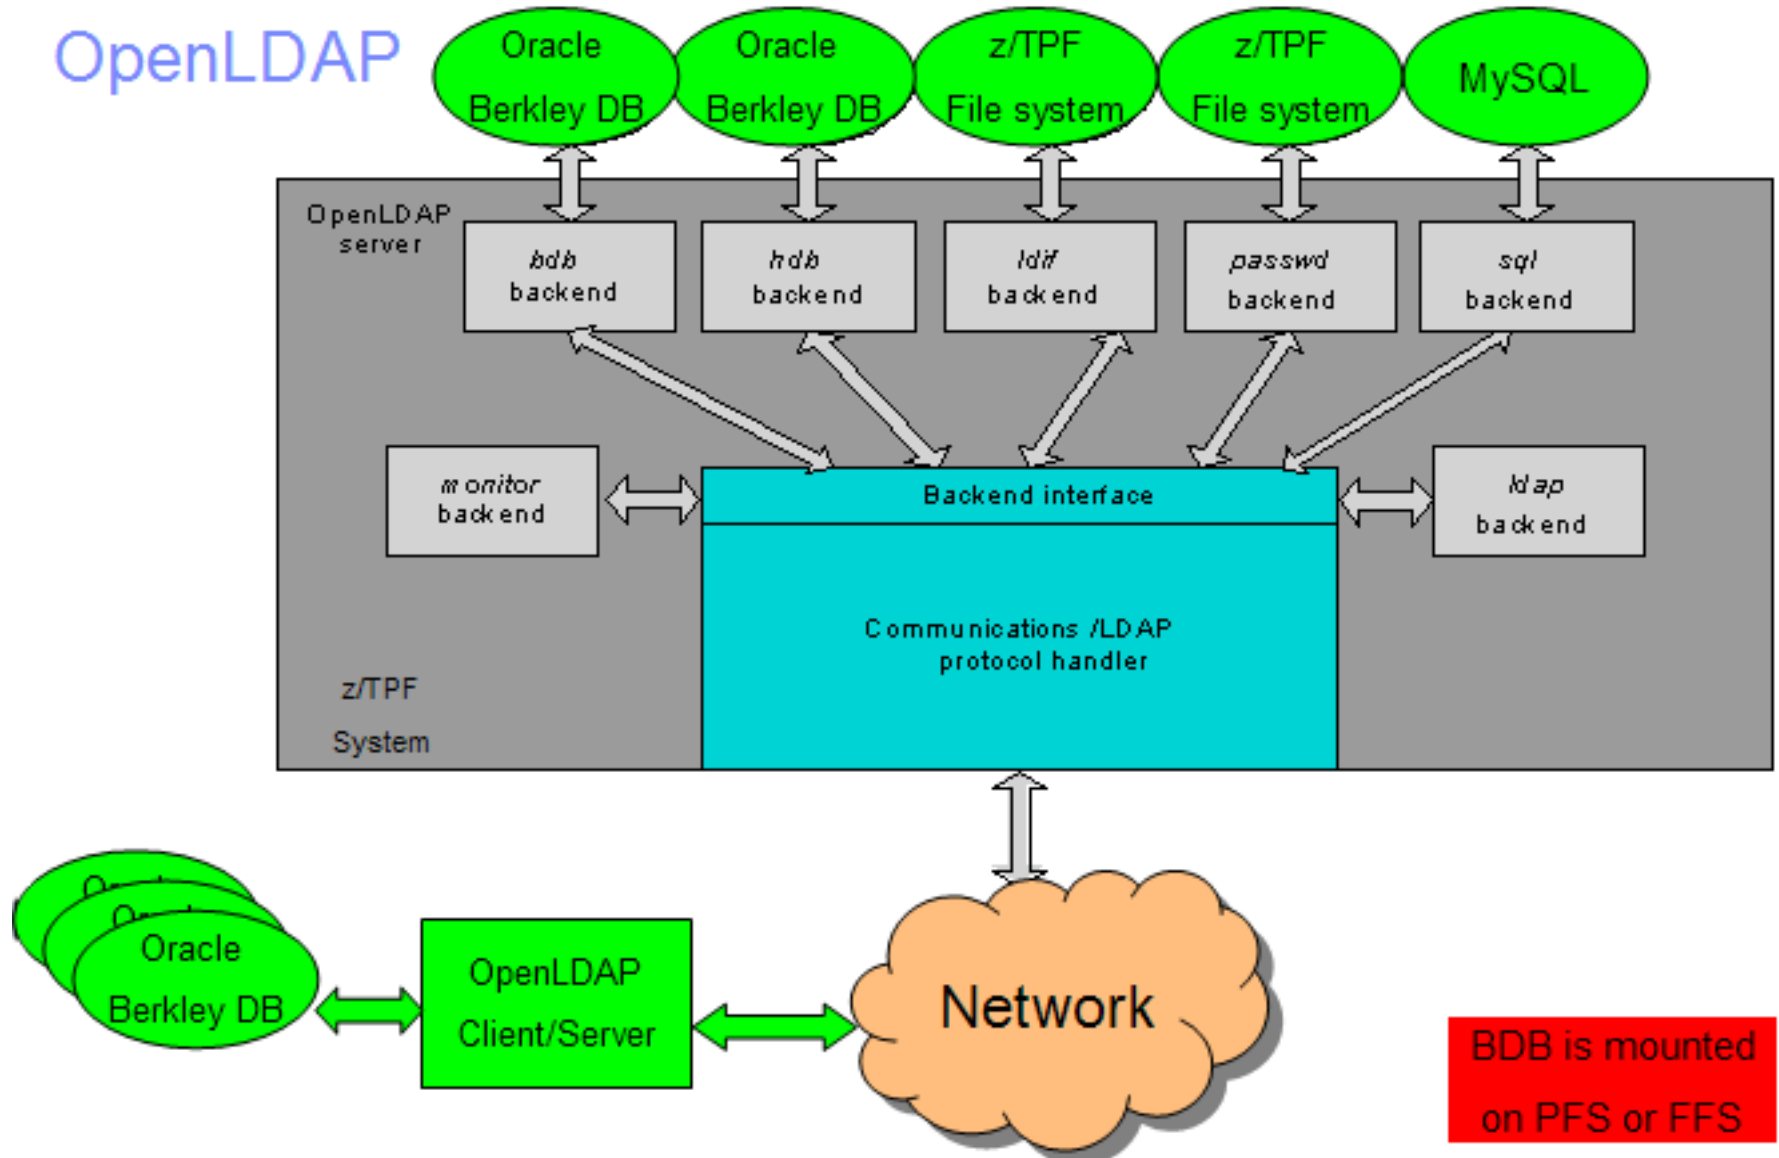 OpenLDAP
Oracle
Berkley DB
Oracle
Berkley DB
z/TPF
File system
z/TPF
File system
MySQL
OpenLDAP
server
bdb
backend
hdb
backend
ldif
backend
passwd
backend
sql
backend
monitor
backend
Backend interface
ldap
backend
Communications /LDAP
protocol handler
z/TPF
System
Oracle
Berkley DB
OpenLDAP
Client/Server
Network
BDB is mounted
on PFS or FFS